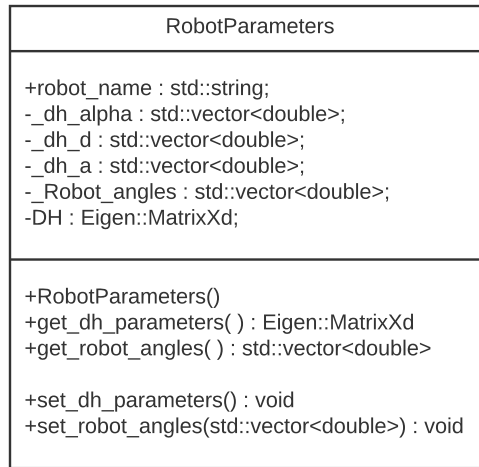 RobotParameters
+robot_name : std::string;
-_dh_alpha : std::vector<double>;
-_dh_d : std::vector<double>;
-_dh_a : std::vector<double>;
-_Robot_angles : std::vector<double>;
-DH : Eigen::MatrixXd;
+RobotParameters()
+get_dh_parameters( ) : Eigen::MatrixXd
+get_robot_angles( ) : std::vector<double>
+set_dh_parameters() : void
+set_robot_angles(std::vector<double>) : void